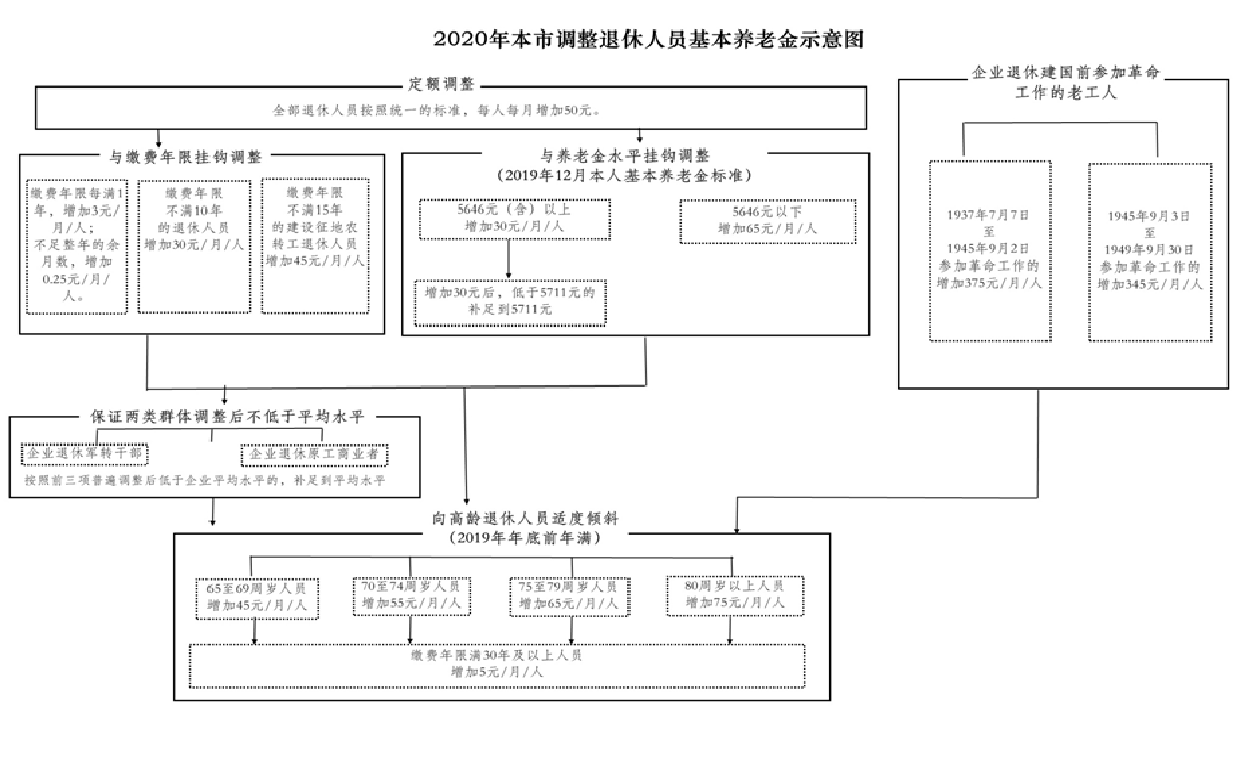 2020年本市调整退休人员基本养老金示意图
定额调整
全部退休人员按照统一的标准，每人每月增加50元。
与缴费年限挂钩调整
缴费年限每满1
年，增加3元/
月/人；
不足整年的余
月数，增加
0.25元/月/
人。
缴费年限
不满10年
的退休人员
增加30元/月/人
缴费年限
不满15年
的建设征地农
转工退休人员
增加45元/月/人
与养老金水平挂钩调整
(2019年12月本人基本养老金标准)
5646元（含）以上
增加30元/月/人
5646元以下
增加65元/月/人
增加30元后，低于5711元的
补足到5711元
企业退休建国前参加革命
工作的老工人
1937年7月7日
至
1945年9月2日
参加革命工作的
增加375元/月/人
1945年9月3日
至
1949年9月30日
参加革命工作的
增加345元/月/人
保证两类群体调整后不低于平均水平
企业退休军转干部
企业退休原工商业者
按照前三项普遍调整后低于企业平均水平的，补足到平均水平
向高龄退休人员适度倾斜
(2019年年底前年满)
65至69周岁人员
增加45元/月/人
70至74周岁人员
增加55元/月/人
75至79周岁人员
增加65元/月/人
80周岁以上人员
增加75元/月/人
缴费年限满30年及以上人员
增加5元/月/人